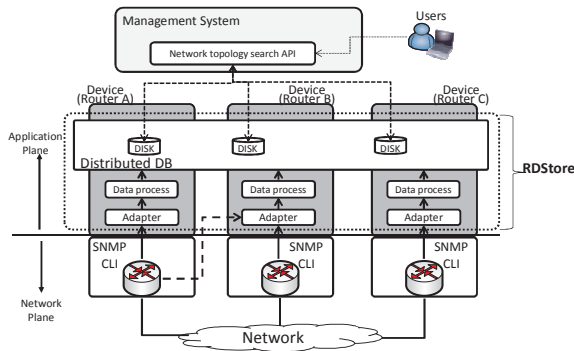 Management System
Users
Network topology search API
Device
(Router A)
Device
(Router B)
Device
(Router C)
Application
Plane
DISK
DISK
DISK
Distributed DB
RDStore
Data process
Data process
Data process
Adapter
Adapter
Adapter
SNMP
CLI
SNMP
CLI
SNMP
CLI
Network
Plane
Network